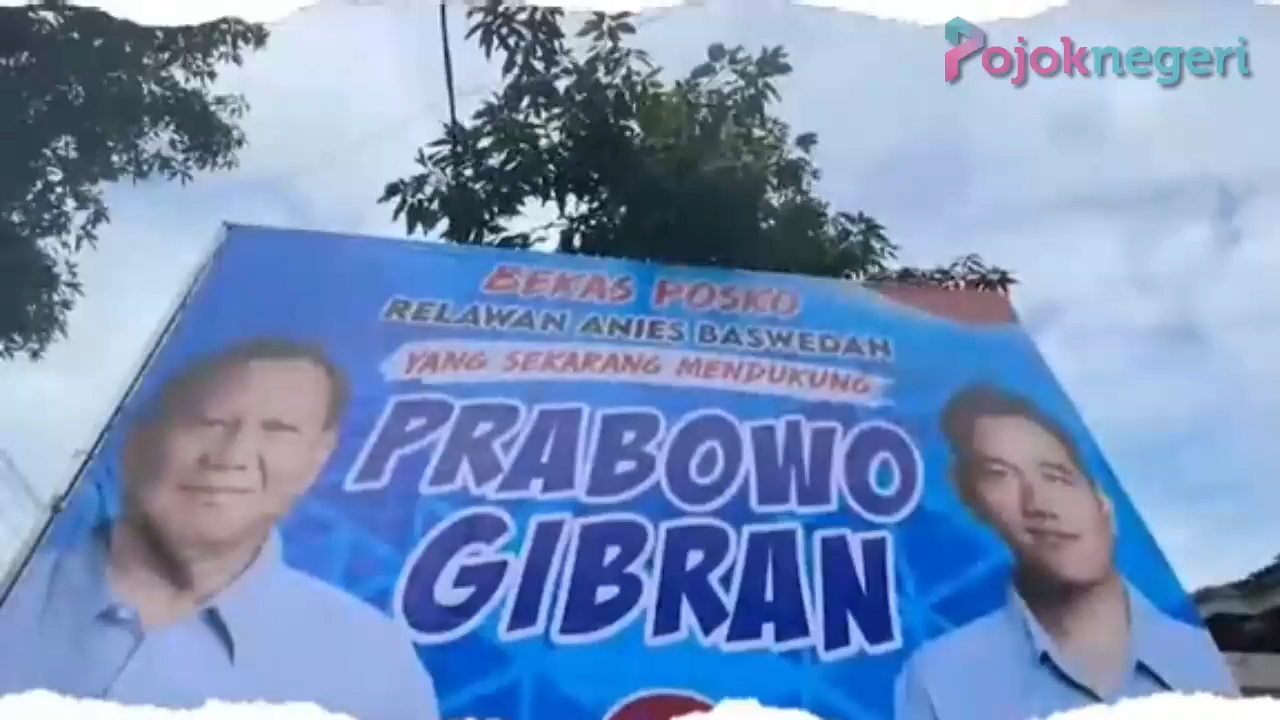 Pojoknegeri
BEKAS POSKO
RELAWAN ANIES BASWEDAN
YANG SEKARANG MENDUKUNG
PRABOWO
GIBRAN